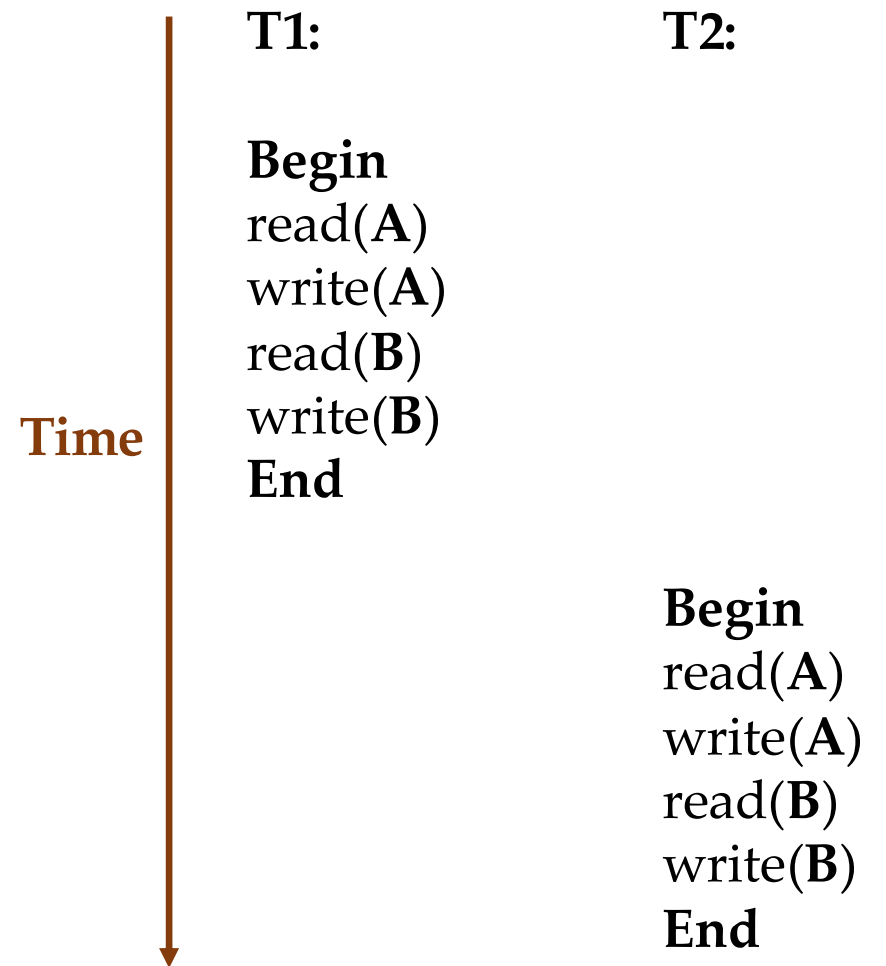 T1: T2:
Begin
read(A)
write(A)
read(B)
write(B)
End
Time
Begin
read(A)
write(A)
read(B)
write(B)
End